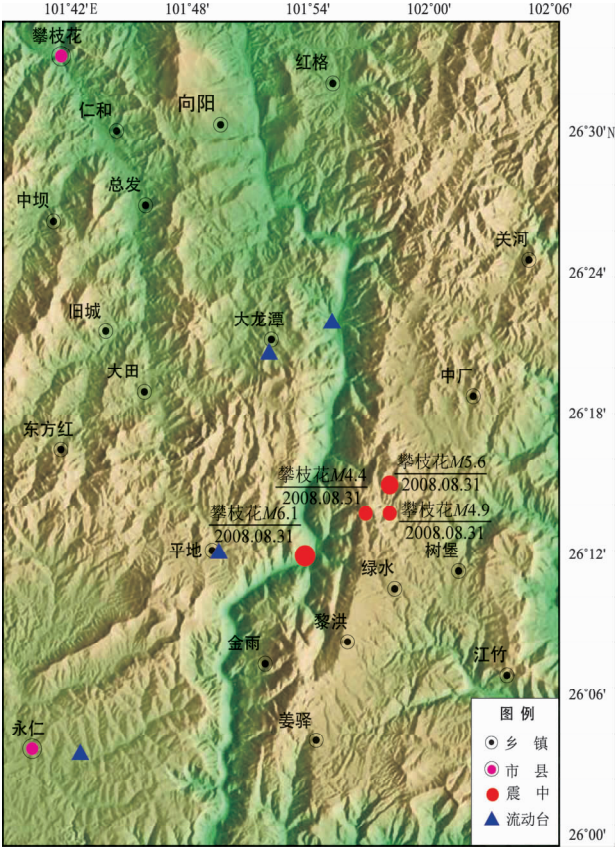 101°42′ 101°48′ 101°54′ 102°00′ 102°06′
攀枝花
红格
向阳
仁和
26°30′N
总发
中坝
关河
26°24′
旧城
大龙潭
大田
中厂
26°18′
东方红
攀枝花M5.6
2008.08.31
攀枝花M4.4
2008.08.31
攀枝花M6.1
2008.08.31
攀枝花M4.9
2008.08.31
平地
树堡
26°12′
绿水
黎洪
金雨
江竹
26°06′
姜驿
永仁
图 例
乡 镇
市 县
震 中
流动台
26°00′